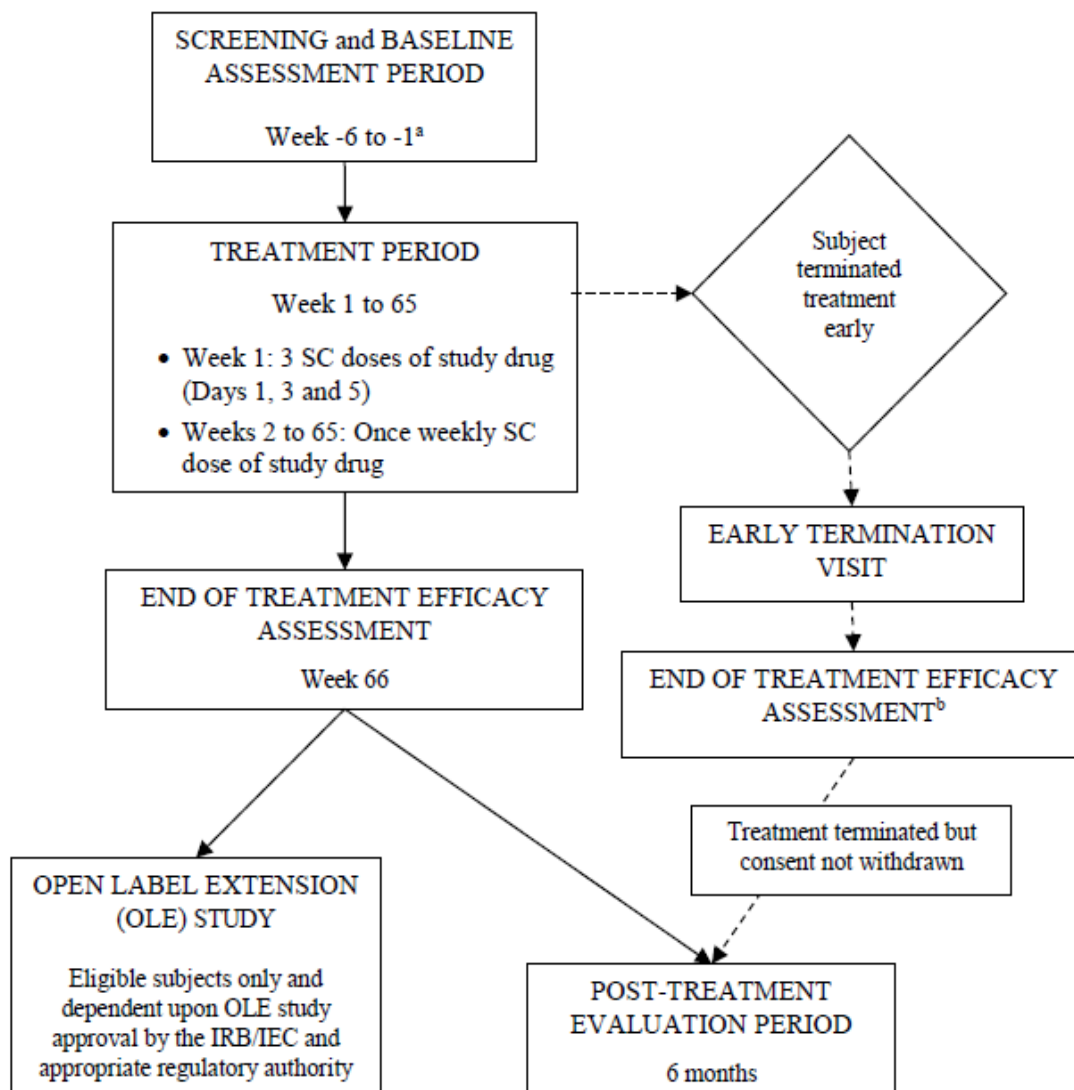 SCREENING and BASELINE
ASSESSMENT PERIOD
Week -6 to -1ᵃ
TREATMENT PERIOD
Week 1 to 65
• Week 1: 3 SC doses of study drug
(Days 1, 3 and 5)
• Weeks 2 to 65: Once weekly SC
dose of study drug
Subject
terminated
treatment
early
EARLY TERMINATION
VISIT
END OF TREATMENT EFFICACY
ASSESSMENT
Week 66
END OF TREATMENT EFFICACY
ASSESSMENTᵇ
Treatment terminated but
consent not withdrawn
OPEN LABEL EXTENSION
(OLE) STUDY
Eligible subjects only and
dependent upon OLE study
approval by the IRB/IEC and
appropriate regulatory authority
POST-TREATMENT
EVALUATION PERIOD
6 months